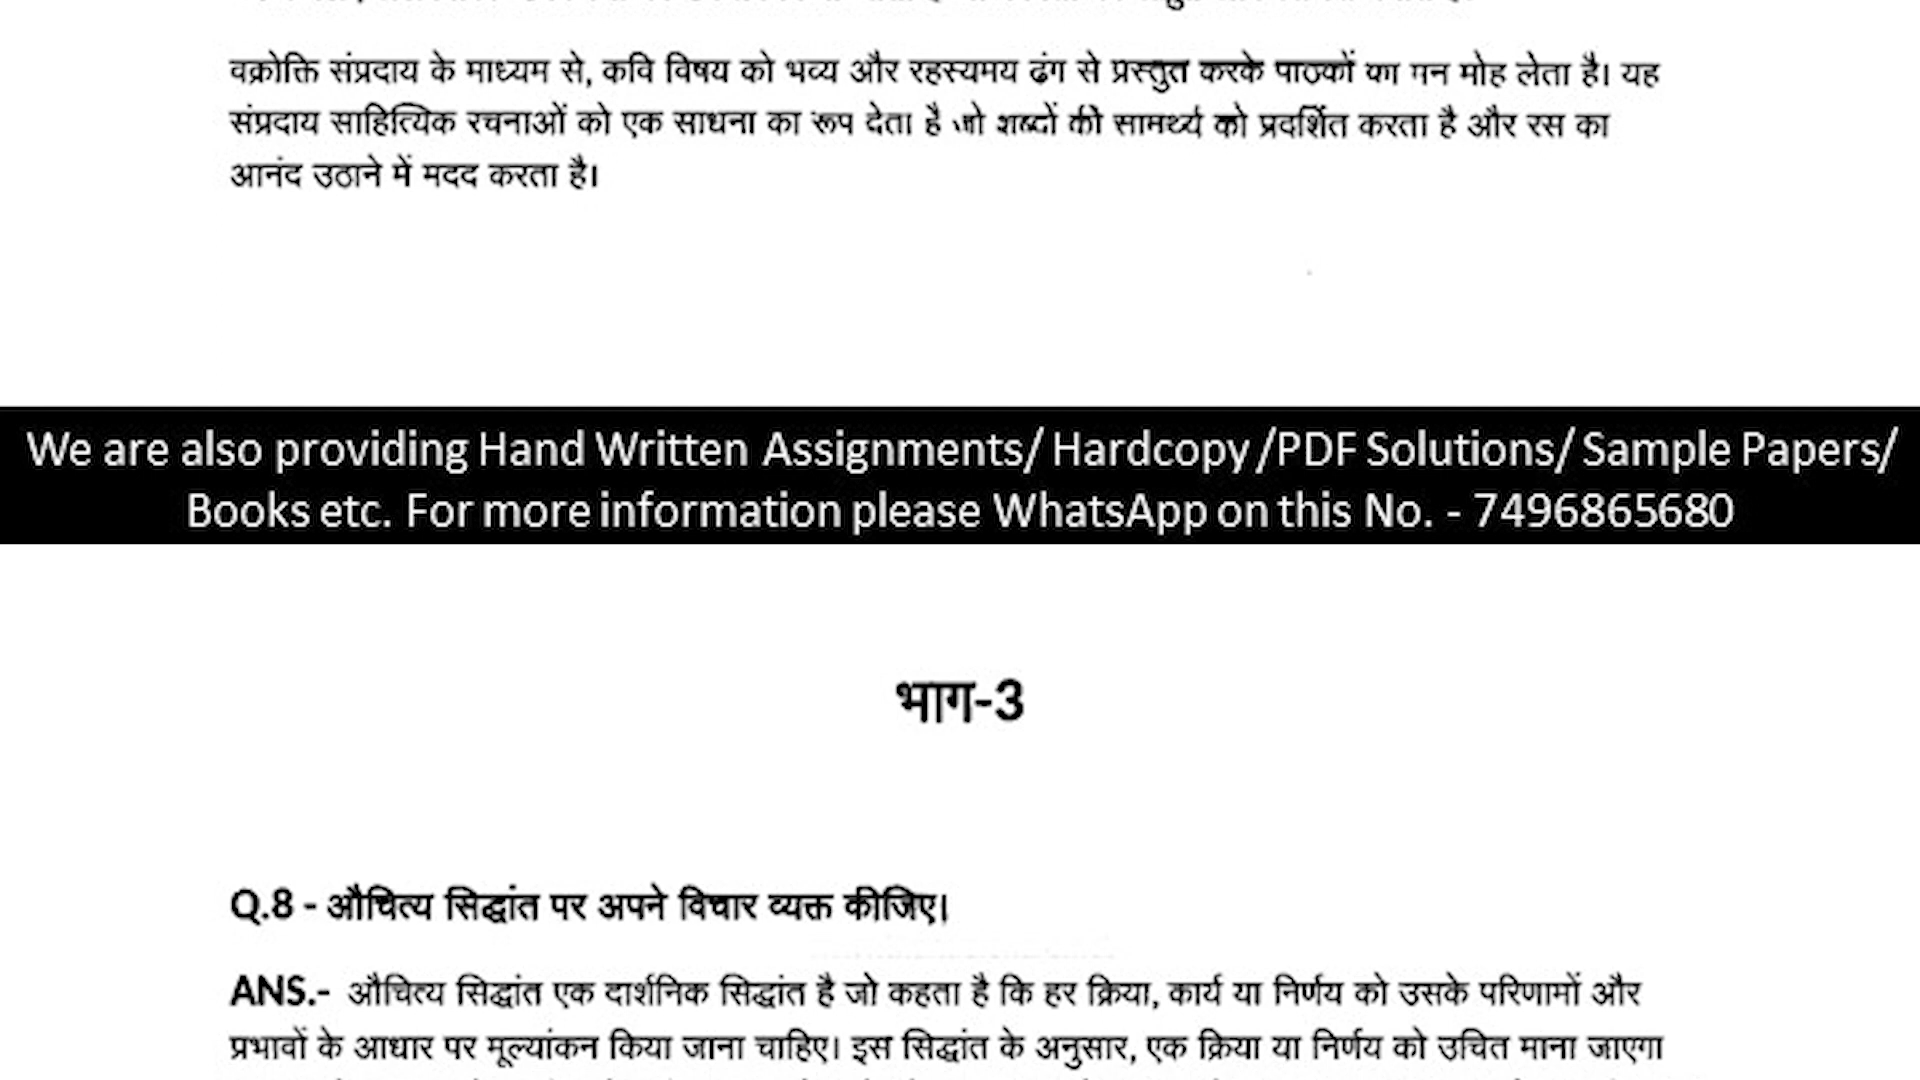 वक्रोक्ति संप्रदाय के माध्यम से, कवि विषय को भव्य और रहस्यमय ढंग से प्रस्तुत करके पाठकों का मन मोह लेता है। यह
संप्रदाय साहित्यिक रचनाओं को एक साधना का रूप देता है जो शब्दों की सामर्थ्य को प्रदर्शित करता है और रस का
आनंद उठाने में मदद करता है।
We are also providing Hand Written Assignments/ Hardcopy /PDF Solutions/ Sample Papers/
Books etc. For more information please WhatsApp on this No. - 7496865680
भाग-3
Q.8 - औचित्य सिद्धांत पर अपने विचार व्यक्त कीजिए।
ANS.- औचित्य सिद्धांत एक दार्शनिक सिद्धांत है जो कहता है कि हर क्रिया, कार्य या निर्णय को उसके परिणामों और
प्रभावों के आधार पर मूल्यांकन किया जाना चाहिए। इस सिद्धांत के अनुसार, एक क्रिया या निर्णय को उचित माना जाएगा